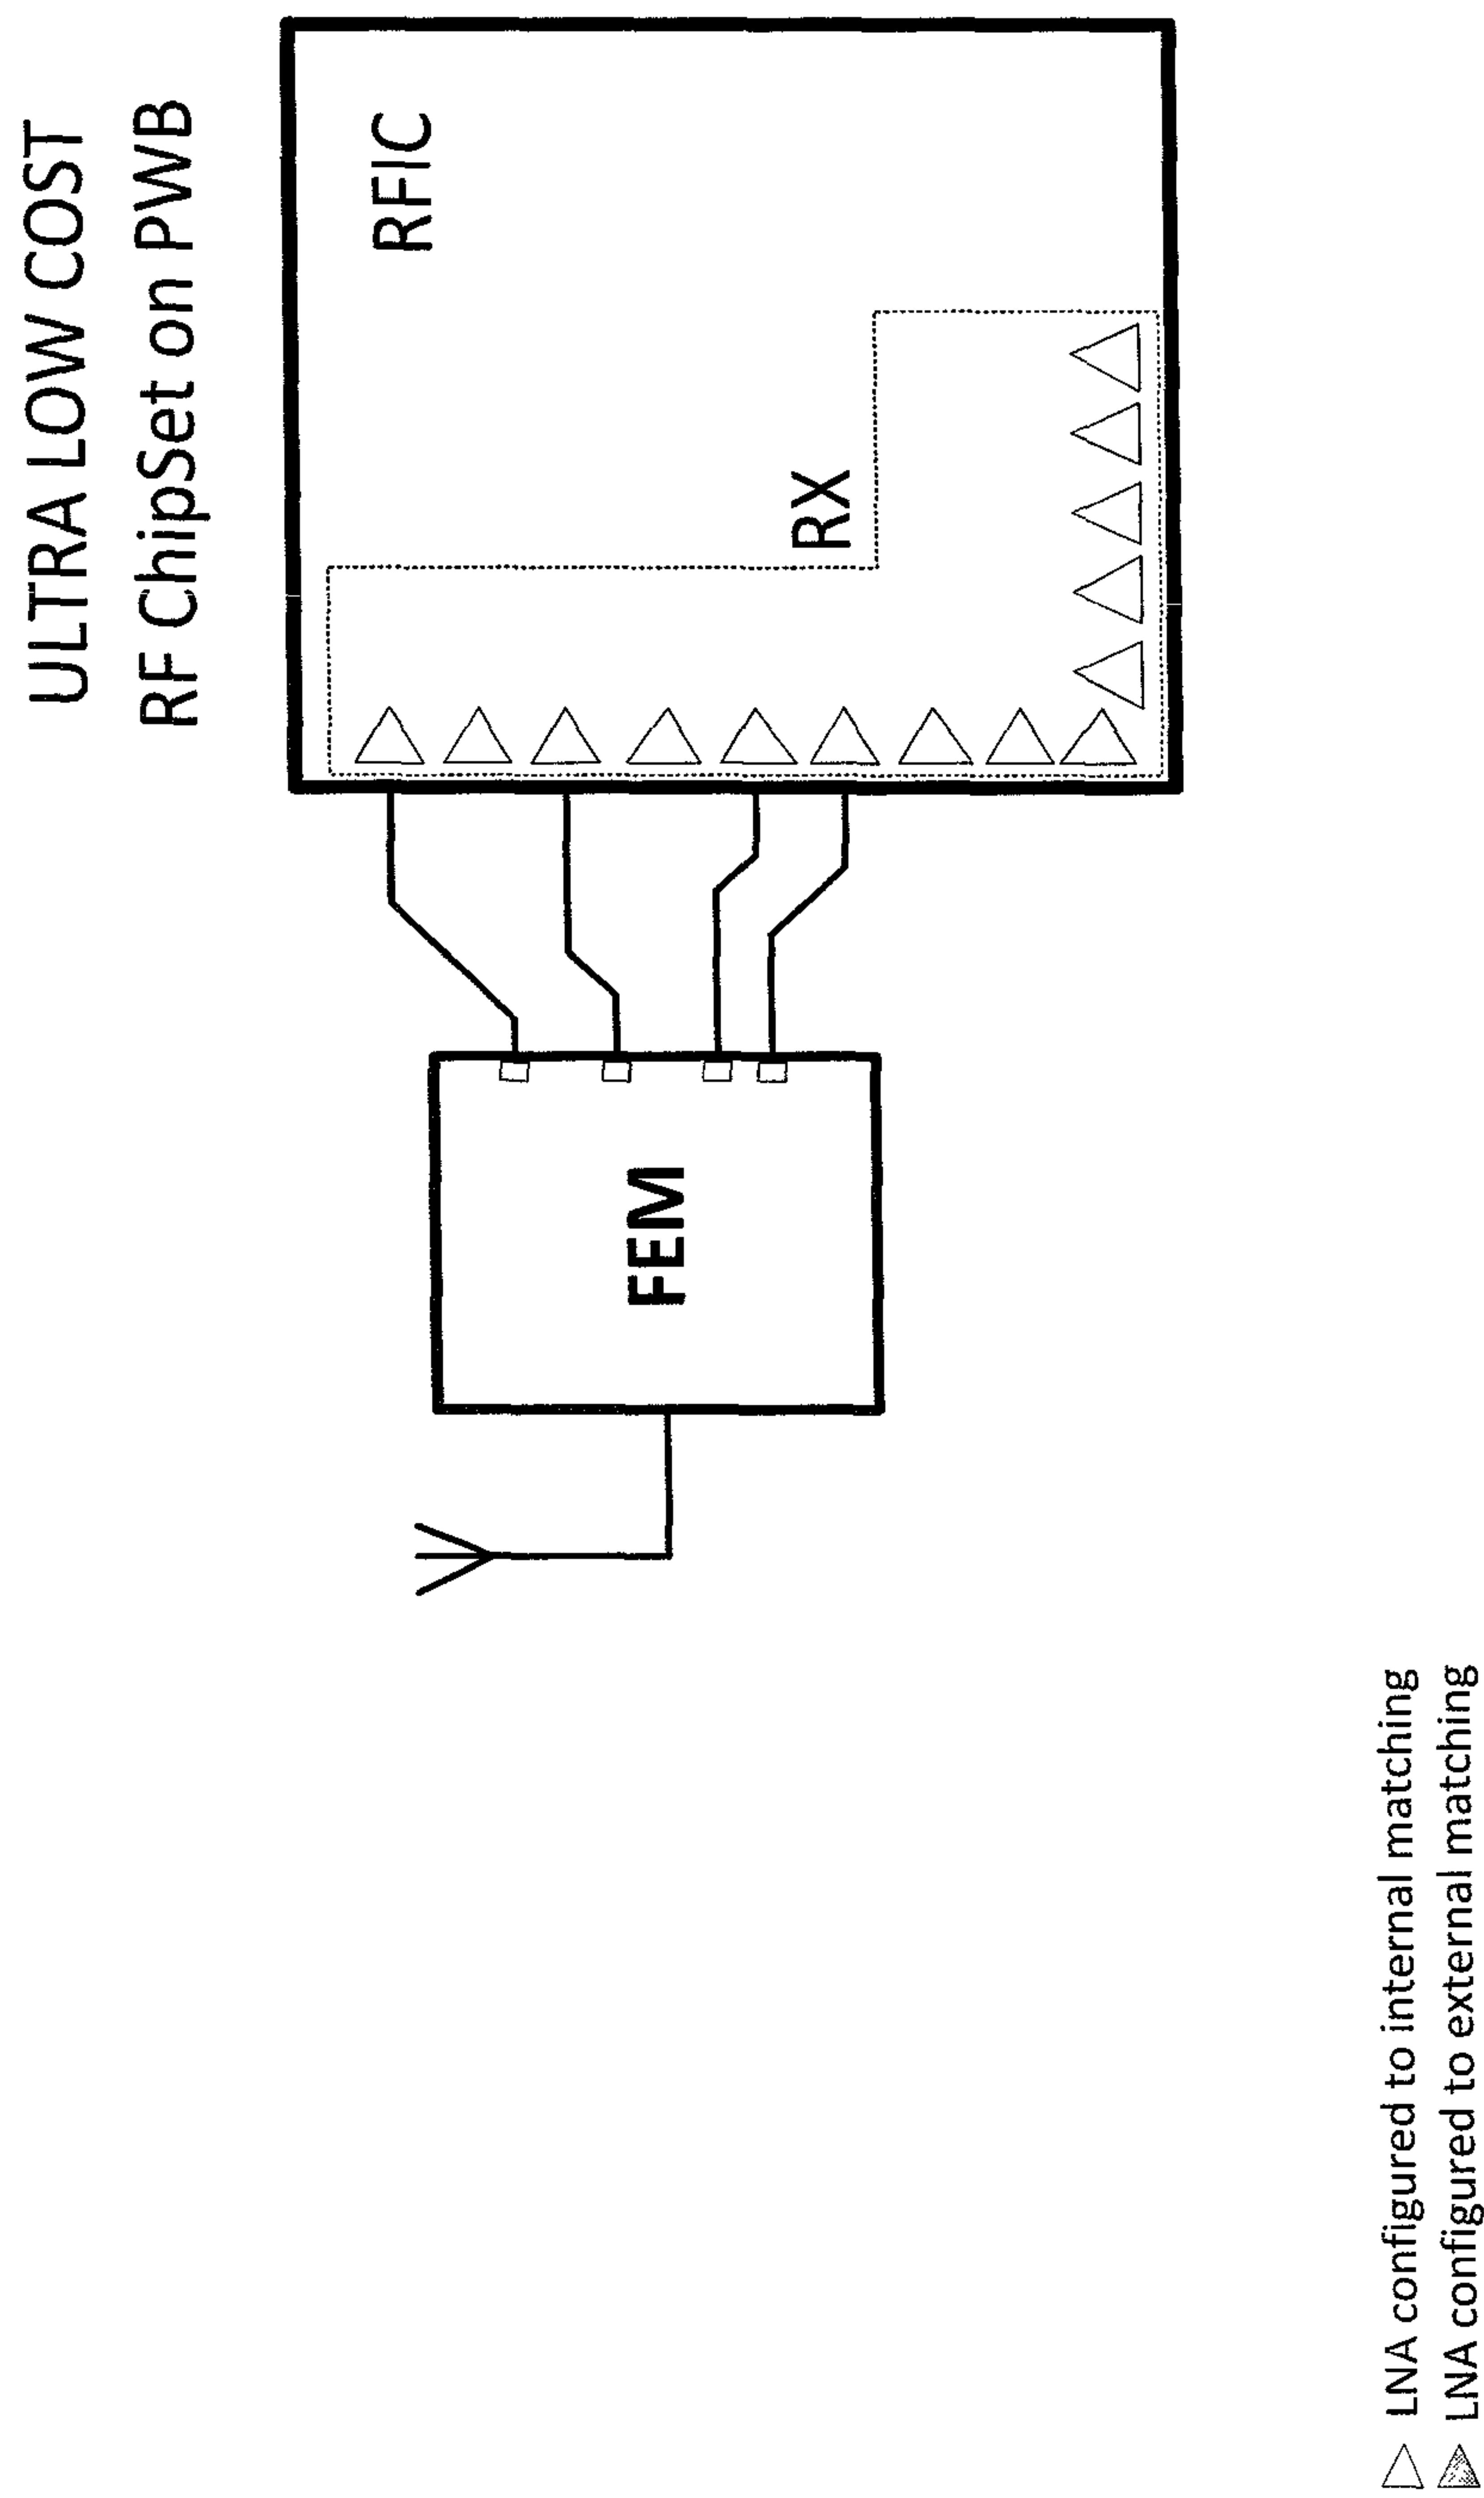 ULTRA LOW COST
RF ChipSet on PWB
RFIC
RX
FEM
LNA configured to internal matching
LNA configured to external matching